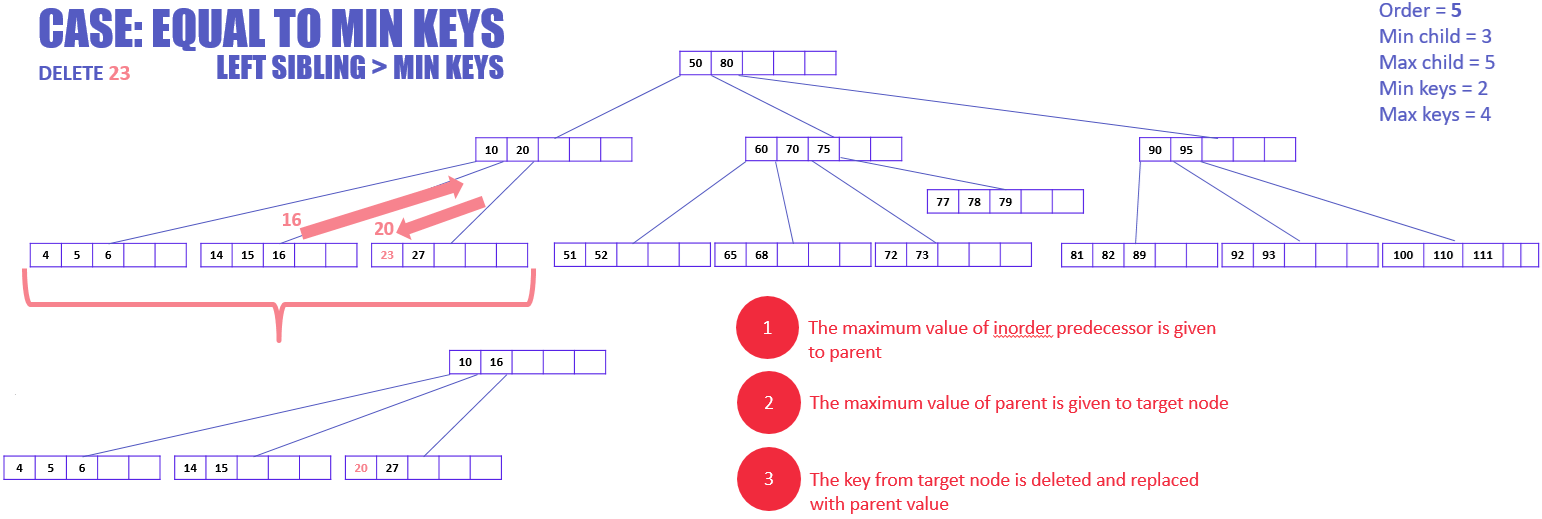 CASE: EQUAL TO MIN KEYS
LEFT SIBLING > MIN KEYS
DELETE 23
Order = 5
Min child = 3
Max child = 5
Min keys = 2
Max keys = 4
50 80
10 20
60 70 75
90 95
77 78 79
16
20
4 5 6
14 15 16
23 27
51 52
65 68
72 73
81 82 89
92 93
100 110 111
10 16
4 5 6
14 15
20 27
1
The maximum value of inorder predecessor is given
to parent
2
The maximum value of parent is given to target node
3
The key from target node is deleted and replaced
with parent value